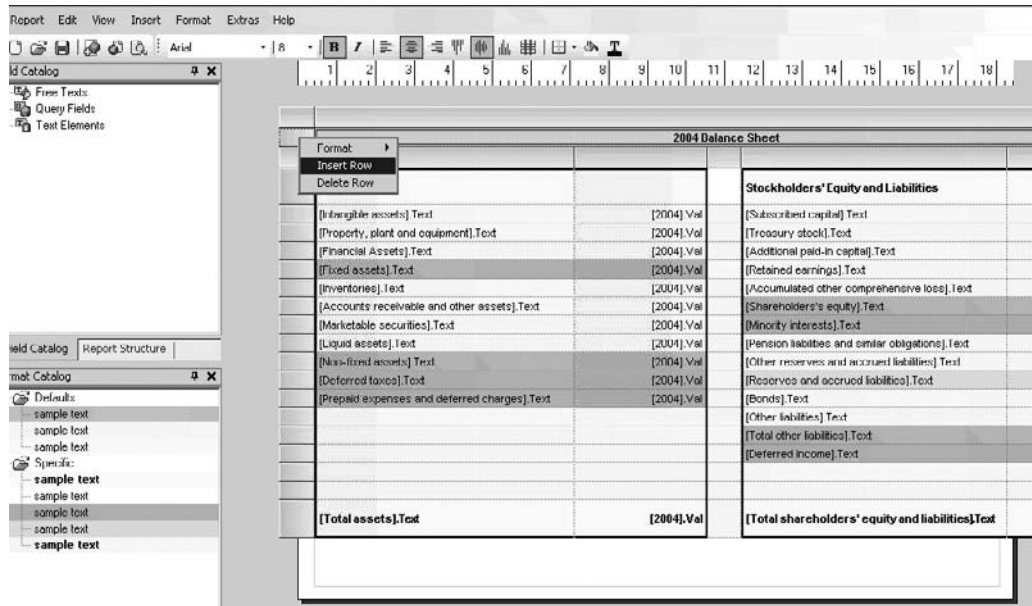 Report Edit View Insert Format Extras Help
Arial 8 B I T
ld Catalog
1 2 3 4 5 6 7 8 9 10 11 12 13 14 15 16 17 18
Free Texts
Query Fields
Text Elements
2004 Balance Sheet
Format
Insert Row
Delete Row
Stockholders' Equity and Liabilities
[Intangible assets].Text [2004].Val [Subscribed capital].Text
[Property, plant and equipment].Text [2004].Val [Treasury stock].Text
[Financial Assets].Text [2004].Val [Additional paid-in capital].Text
[Fixed assets].Text [2004].Val [Retained earnings].Text
[Inventories].Text [2004].Val [Accumulated other comprehensive loss].Text
[Accounts receivable and other assets].Text [2004].Val [Shareholders's equity].Text
[Marketable securities].Text [2004].Val [Minority interests].Text
[Liquid assets].Text [2004].Val [Pension liabilities and similar obligations].Text
[Non-fixed assets].Text [2004].Val [Other reserves and accrued liabilities].Text
[Deferred taxes].Text [2004].Val [Reserves and accrued liabilities].Text
[Prepaid expenses and deferred charges].Text [2004].Val [Bonds].Text
[Other liabilities].Text
[Total other liabilities].Text
[Deferred income].Text
[Total assets].Text [2004].Val [Total shareholders' equity and liabilities].Text
ield Catalog Report Structure
rmat Catalog
Defaults
sample text
sample text
sample text
Specific
sample text
sample text
sample text
sample text
sample text